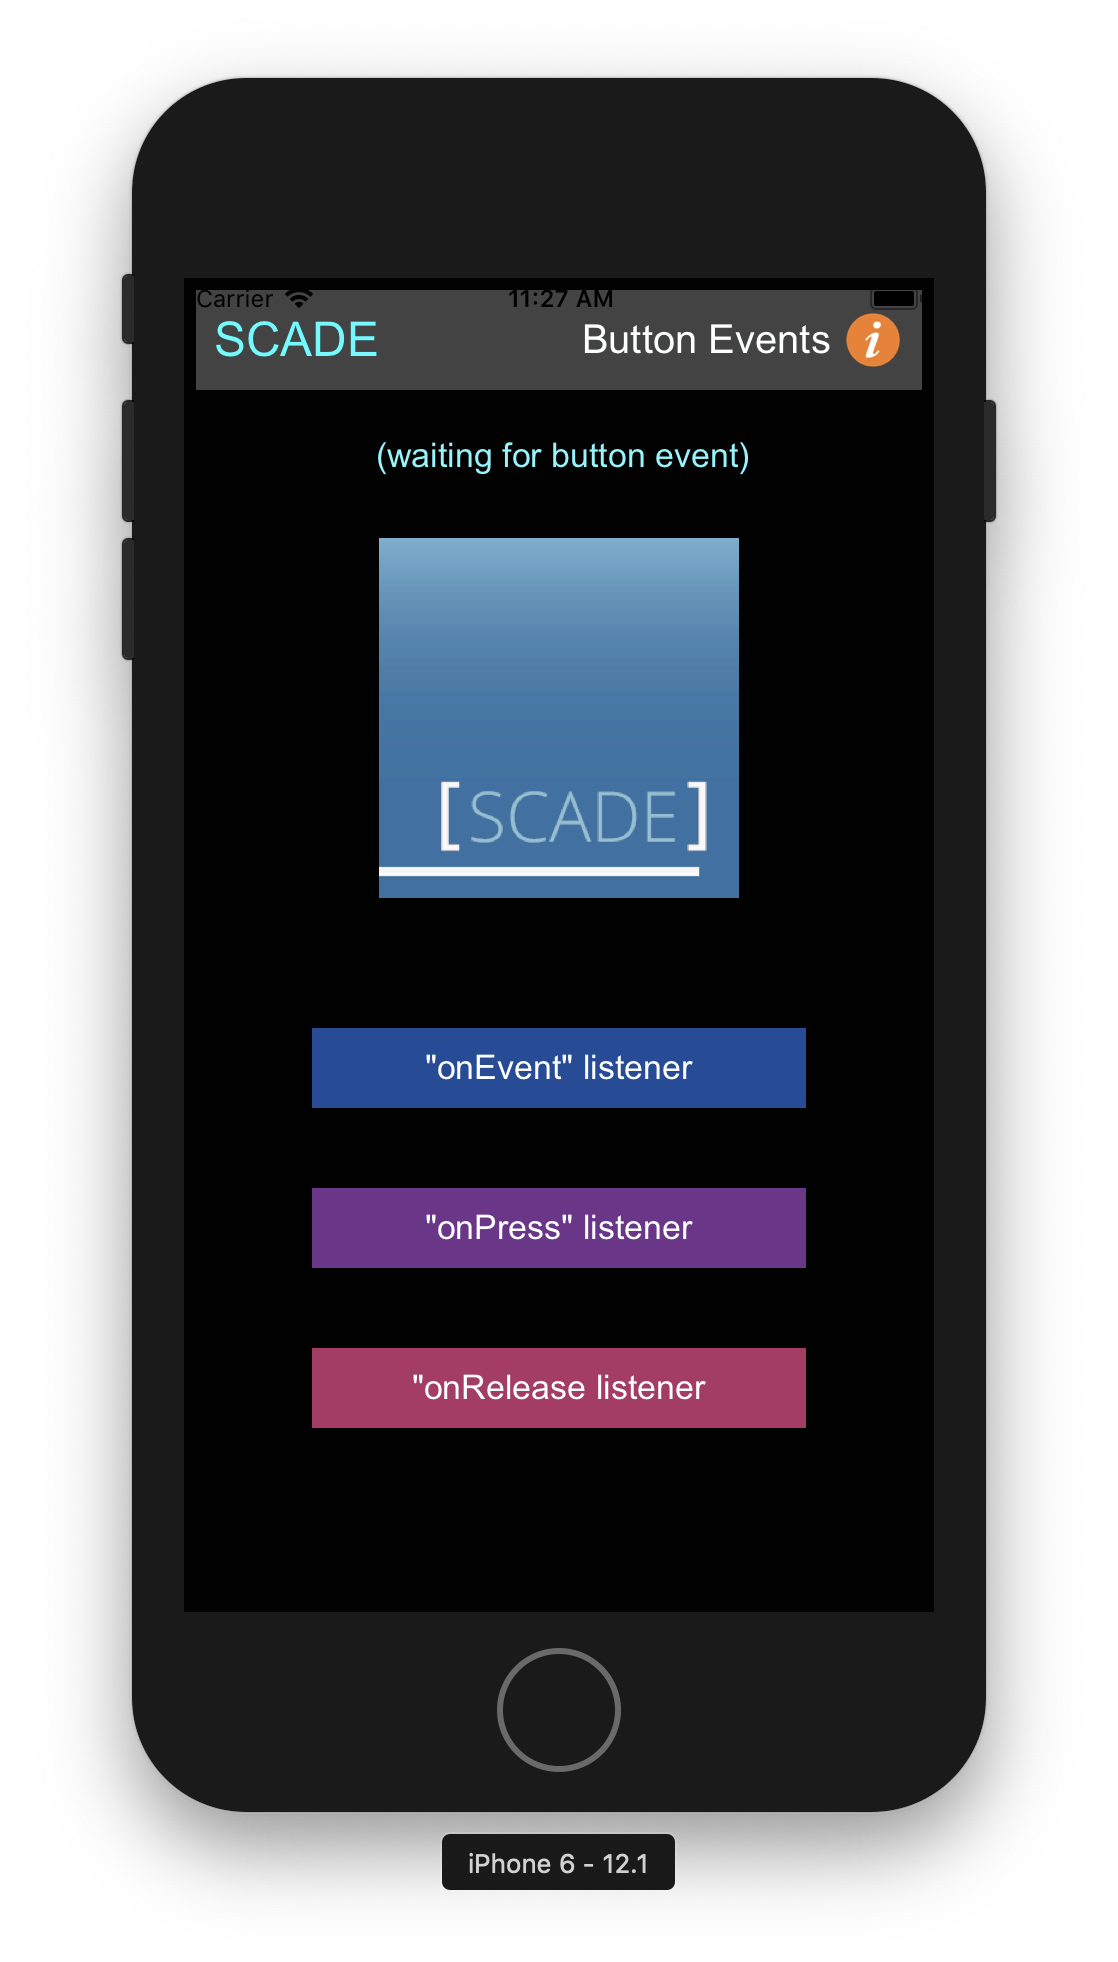 Carrier 11:27 AM
SCADE Button Events i
(waiting for button event)
[SCADE]
"onEvent" listener
"onPress" listener
"onRelease listener
iPhone 6 - 12.1